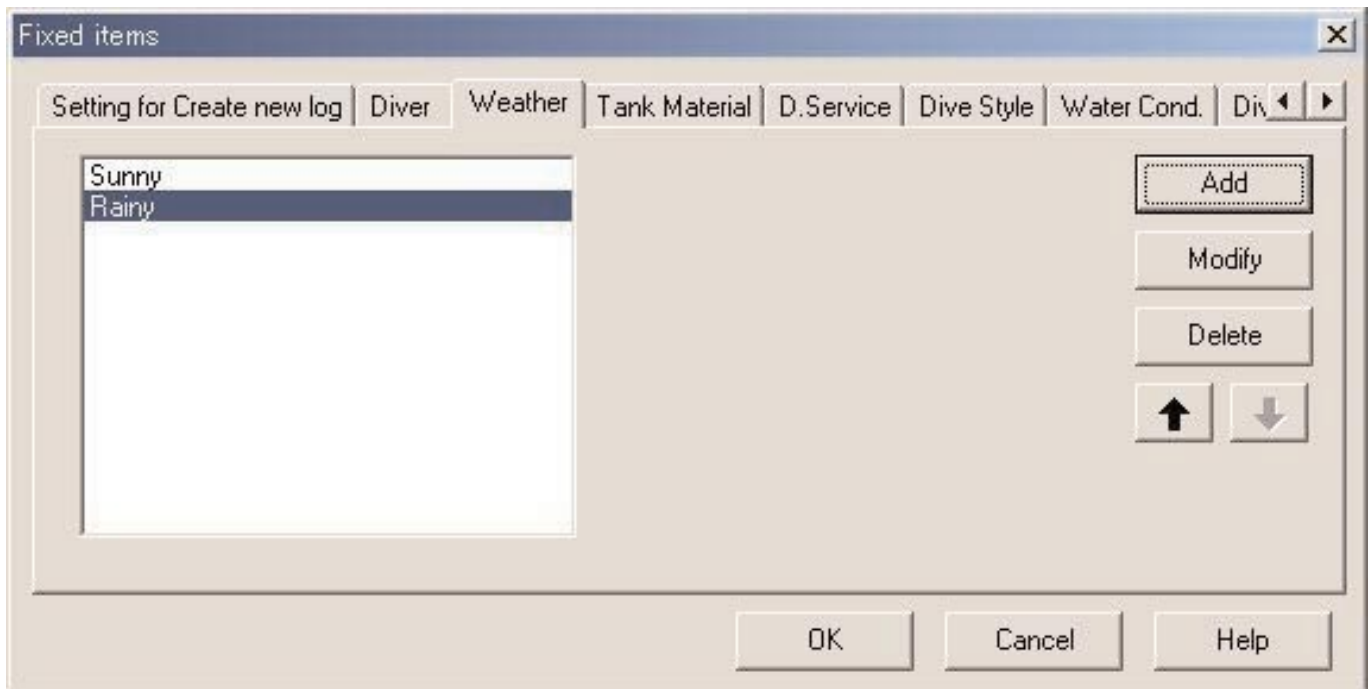 Fixed items
Setting for Create new log Diver Weather Tank Material D.Service Dive Style Water Cond. Div
Sunny
Rainy
Add
Modify
Delete
OK Cancel Help